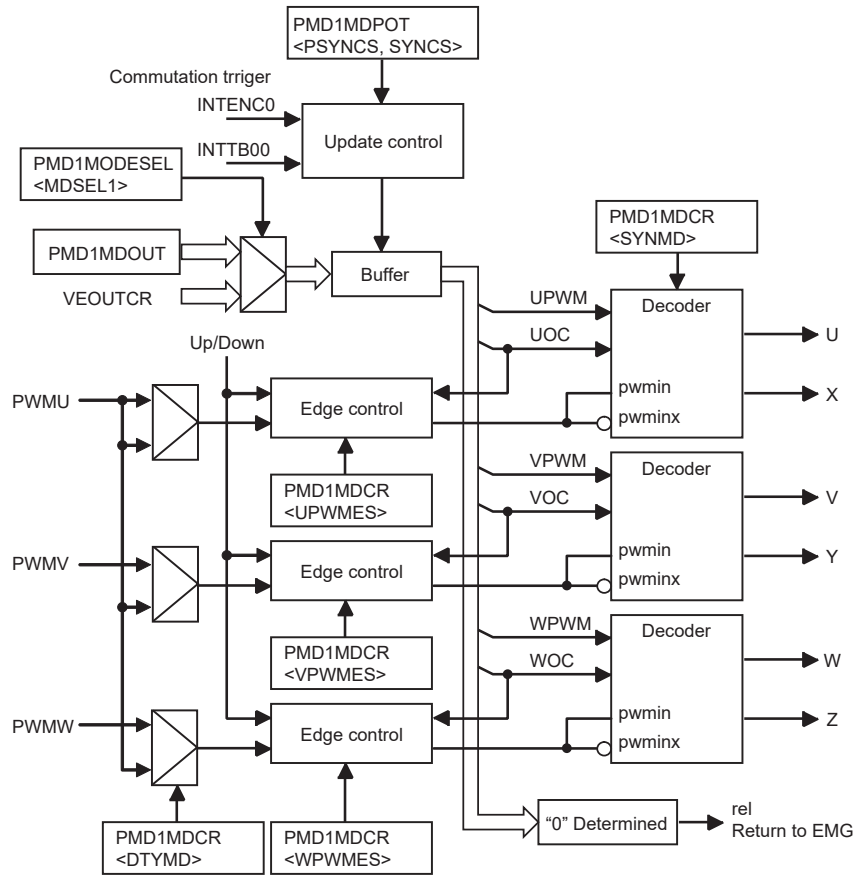 PMD1MDPOT
<PSYNCS, SYNCS>
Commutation trriger
INTENC0
Update control
INTTB00
PMD1MODESEL
<MDSEL1>
PMD1MDCR
<SYNMD>
PMD1MDOUT
Buffer
VEOUTCR
UPWM
Decoder
Up/Down
UOC
U
PWMU
Edge control
pwmin
X
pwminx
PMD1MDCR
<UPWMES>
VPWM
Decoder
VOC
V
PWMV
Edge control
pwmin
Y
pwminx
PMD1MDCR
<VPWMES>
WPWM
Decoder
WOC
W
PWMW
Edge control
pwmin
Z
pwminx
PMD1MDCR
<DTYMD>
PMD1MDCR
<WPWMES>
“0” Determined
rel
Return to EMG